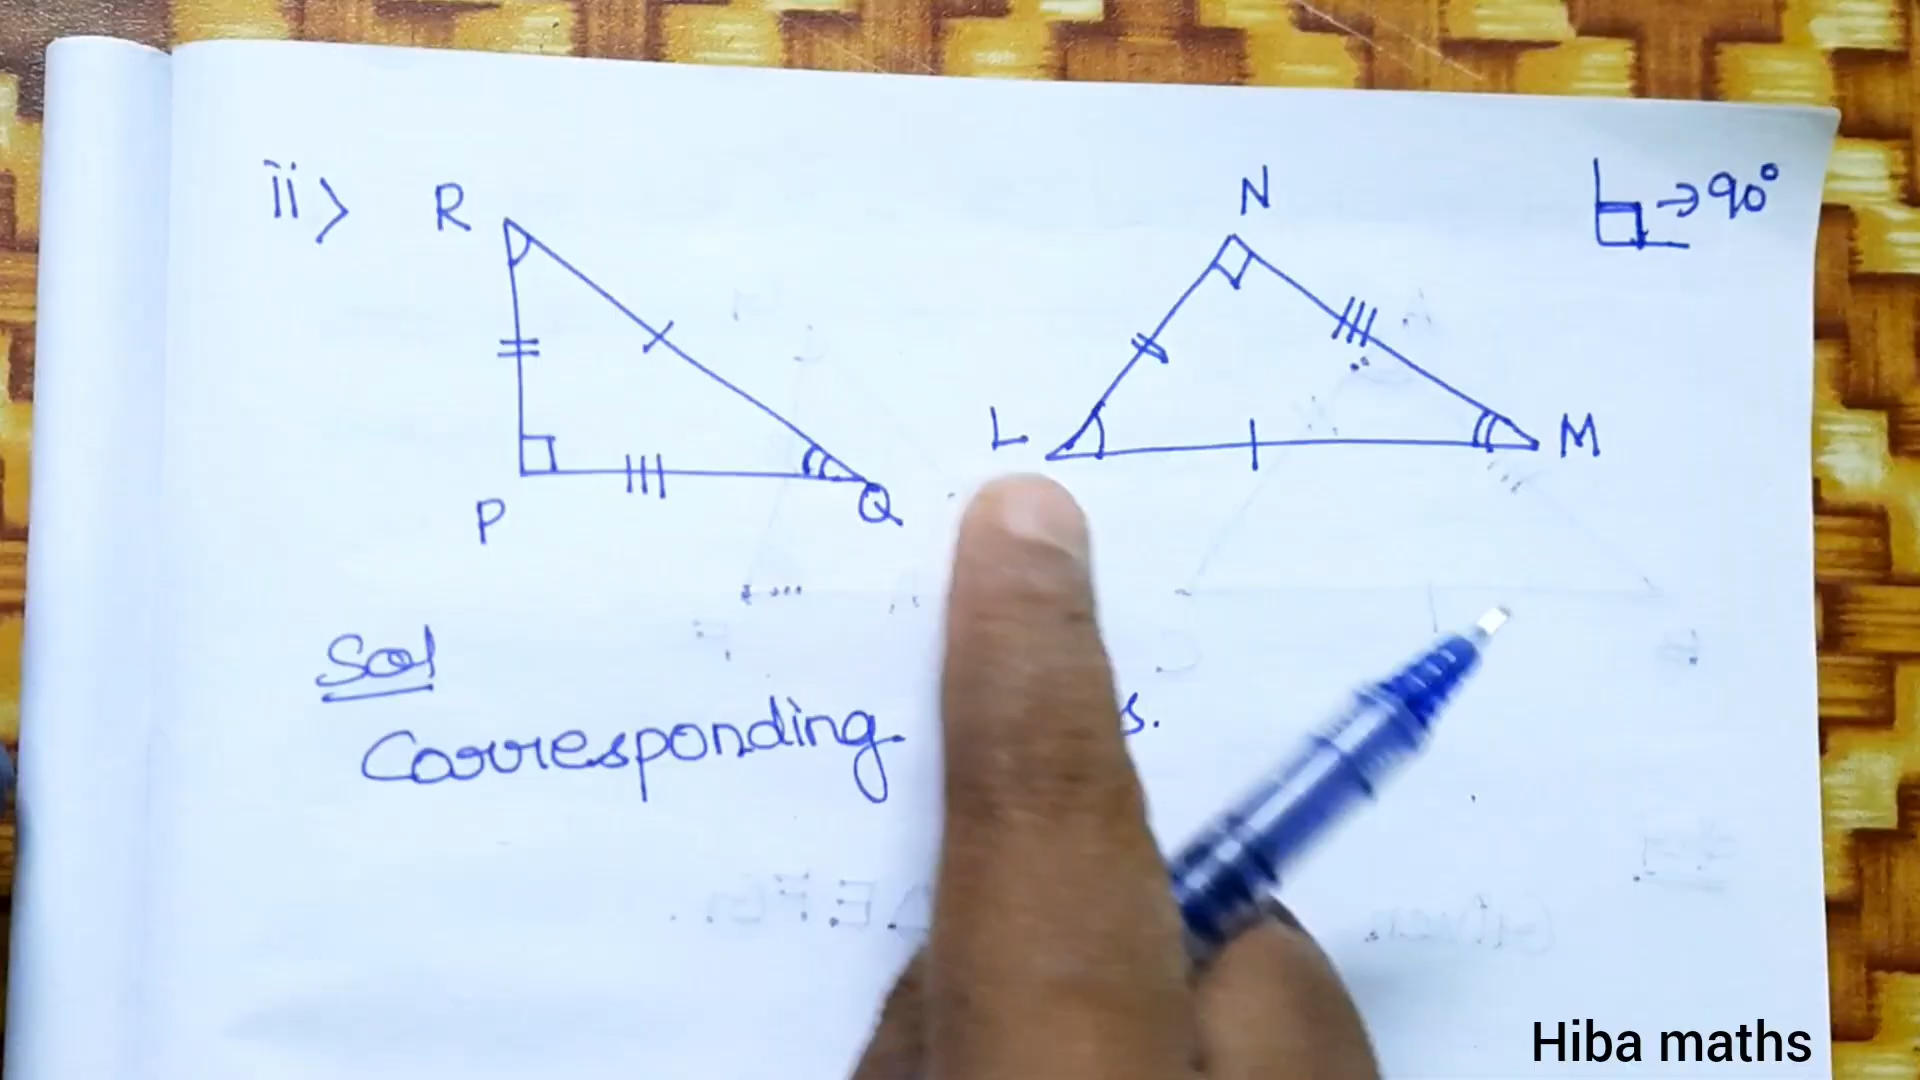 ii>
R
N
→90°
L
M
P
Q
Sol
Corresponding
Hiba maths